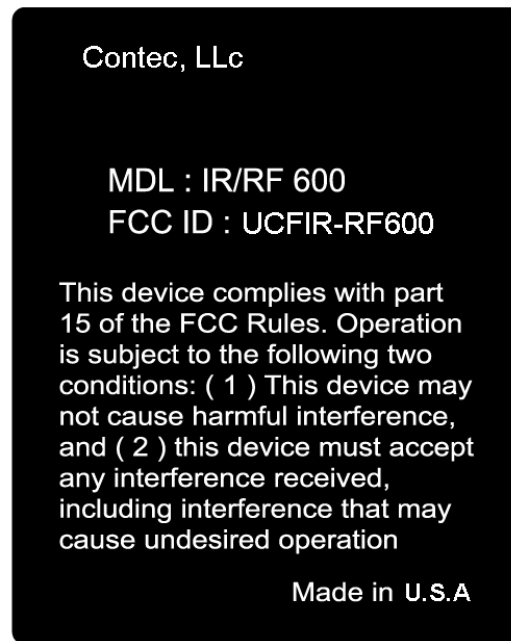 Contec, LLc
MDL : IR/RF 600
FCC ID : UCFIR-RF600
This device complies with part
15 of the FCC Rules. Operation
is subject to the following two
conditions: ( 1 ) This device may
not cause harmful interference,
and ( 2 ) this device must accept
any interference received,
including interference that may
cause undesired operation
Made in U.S.A